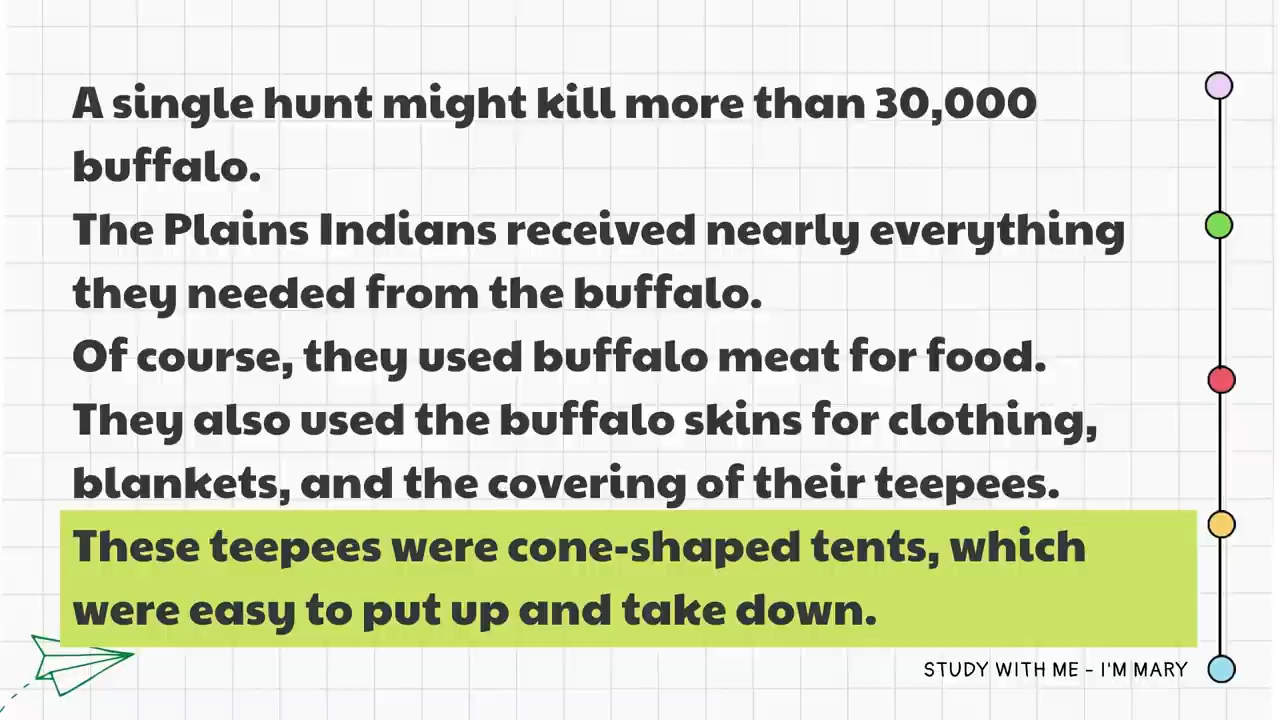 A single hunt might kill more than 30,000
buffalo.
The Plains Indians received nearly everything
they needed from the buffalo.
Of course, they used buffalo meat for food.
They also used the buffalo skins for clothing,
blankets, and the covering of their teepees.
These teepees were cone-shaped tents, which
were easy to put up and take down.
STUDY WITH ME - I'M MARY